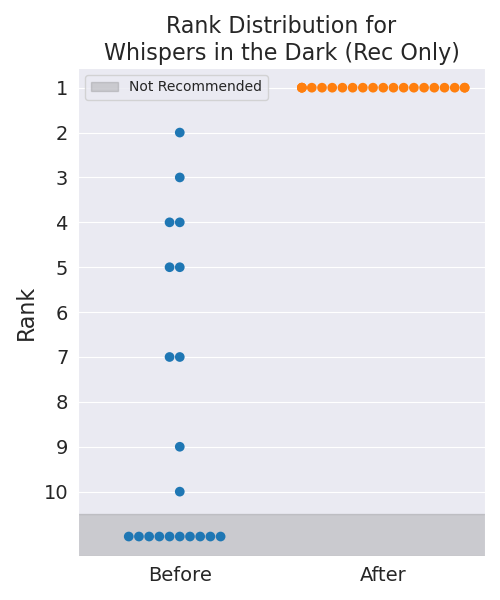 Rank Distribution for
Whispers in the Dark (Rec Only)
Not Recommended
Rank
1
2
3
4
5
6
7
8
9
10
Before
After